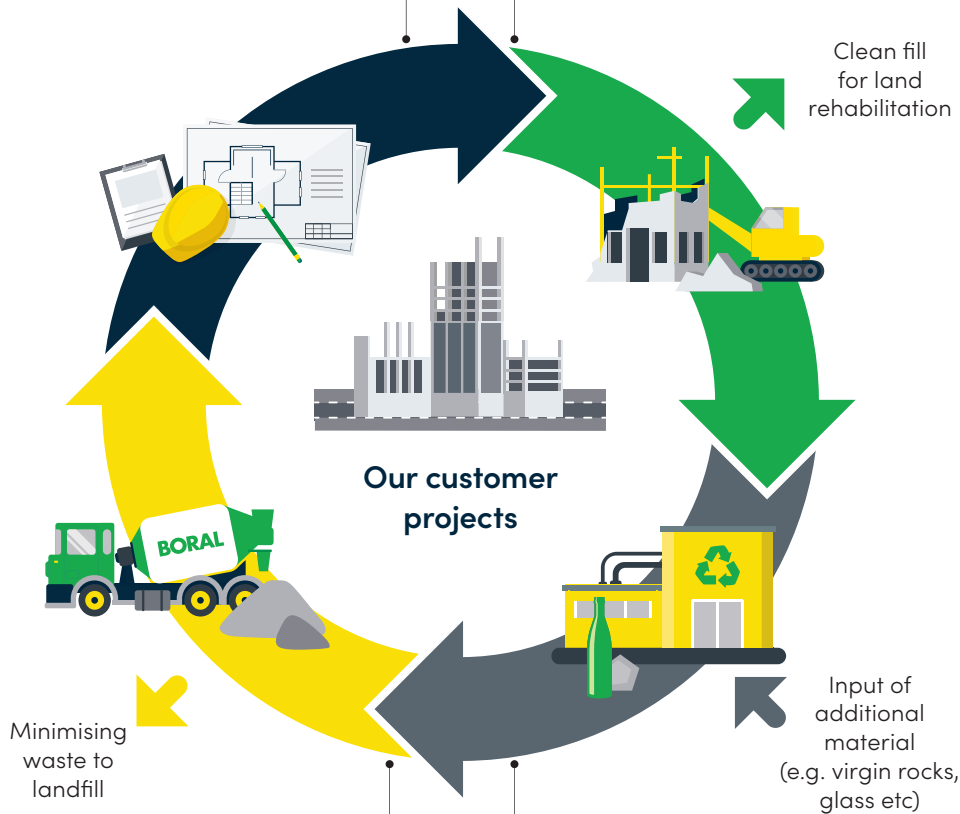 Clean fill
for land
rehabilitation
Our customer
projects
BORAL
Minimising
waste to
landfill
Input of
additional
material
(e.g. virgin rocks,
glass etc)